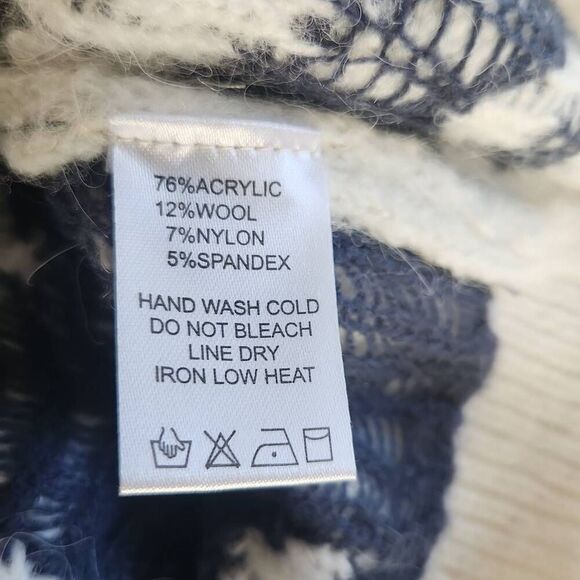 76%ACRYLIC
12%WOOL
7%NYLON
5%SPANDEX
HAND WASH COLD
DO NOT BLEACH
LINE DRY
IRON LOW HEAT